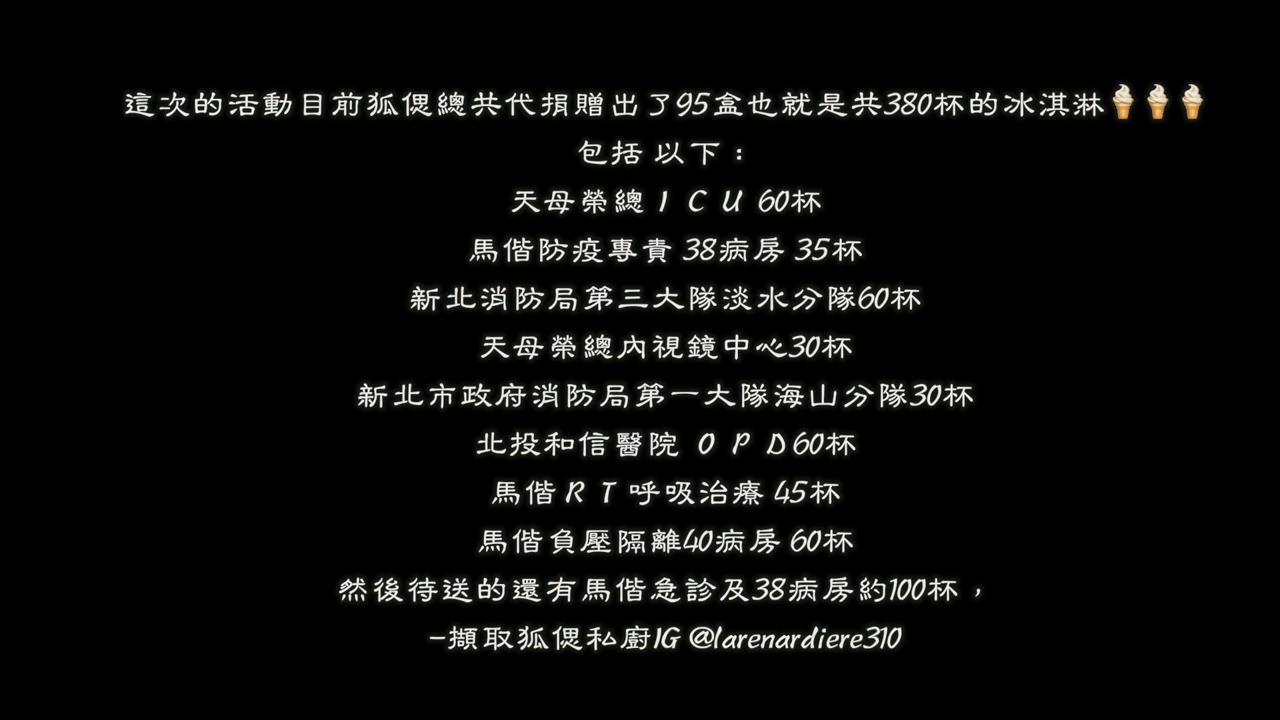 這次的活動目前狐偲總共代捐贈出了95盒也就是共380杯的冰淇淋🍦🍦🍦
包括 以下：
天母榮總 I C U 60杯
馬偕防疫專責 38病房 35杯
新北消防局第三大隊淡水分隊60杯
天母榮總內視鏡中心30杯
新北市政府消防局第一大隊海山分隊30杯
北投和信醫院 O P D 60杯
馬偕 R T 呼吸治療 45杯
馬偕負壓隔離40病房 60杯
然後待送的還有馬偕急診及38病房約100杯，
-擷取狐偲私廚IG @larenardiere310